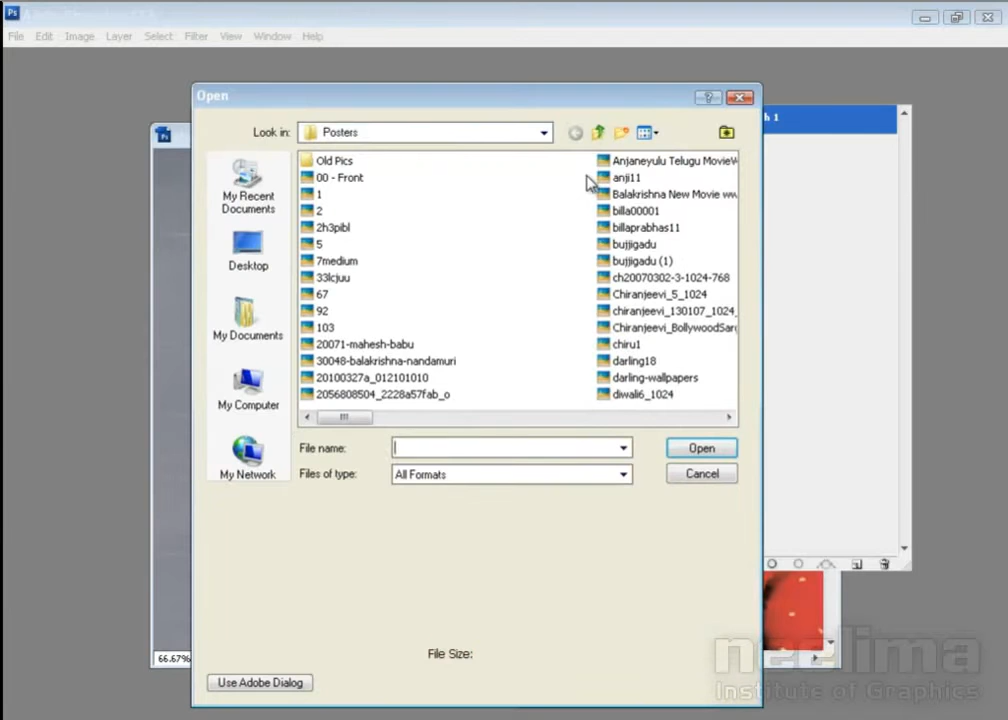 Ps
File Edit Image Layer Select Filter View Window Help
Open
h 1
Look in: Posters
My Recent Documents
Desktop
My Documents
My Computer
My Network
Old Pics
00 - Front
1
2
2h3pibl
5
7medium
33lcjuu
67
92
103
20071-mahesh-babu
30048-balakrishna-nandamuri
20100327a_012101010
2056808504_2228a57fab_o
Anjaneyulu Telugu MovieW
anji11
Balakrishna New Movie ww
billa00001
billaprabhas11
bujjigadu
bujjigadu (1)
ch20070302-3-1024-768
Chiranjeevi_5_1024
chiranjeevi_130107_1024_
Chiranjeevi_BollywoodSar
chiru1
darling18
darling-wallpapers
diwali6_1024
File name: Open
Files of type: All Formats Cancel
File Size:
66.67%
Use Adobe Dialog
neelima
Institute of Graphics